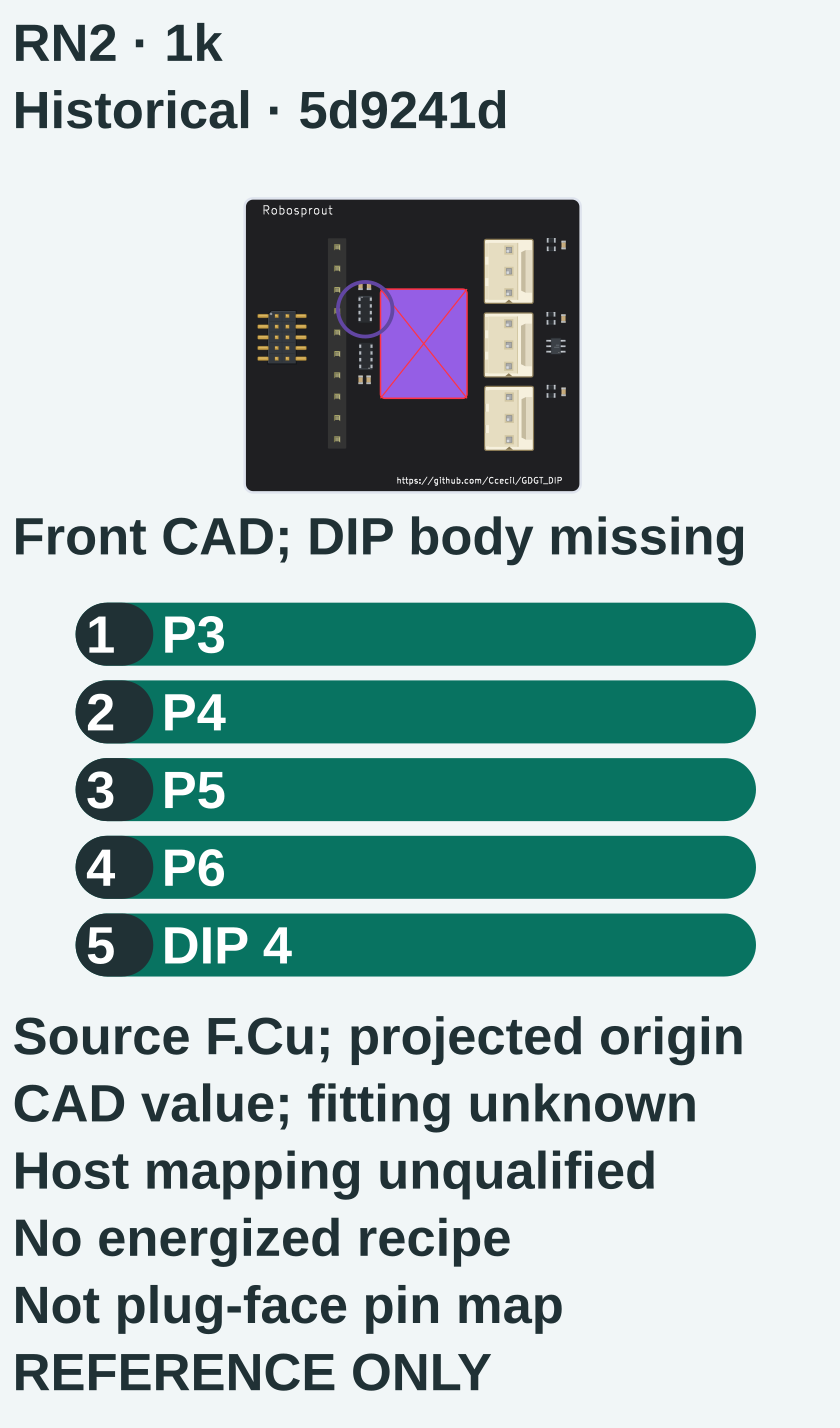 RN2 · 1k
Historical · 5d9241d
Robosprout
https://github.com/Ccecil/GDGT_DIP
Front CAD; DIP body missing
1 P3
2 P4
3 P5
4 P6
5 DIP 4
Source F.Cu; projected origin
CAD value; fitting unknown
Host mapping unqualified
No energized recipe
Not plug-face pin map
REFERENCE ONLY